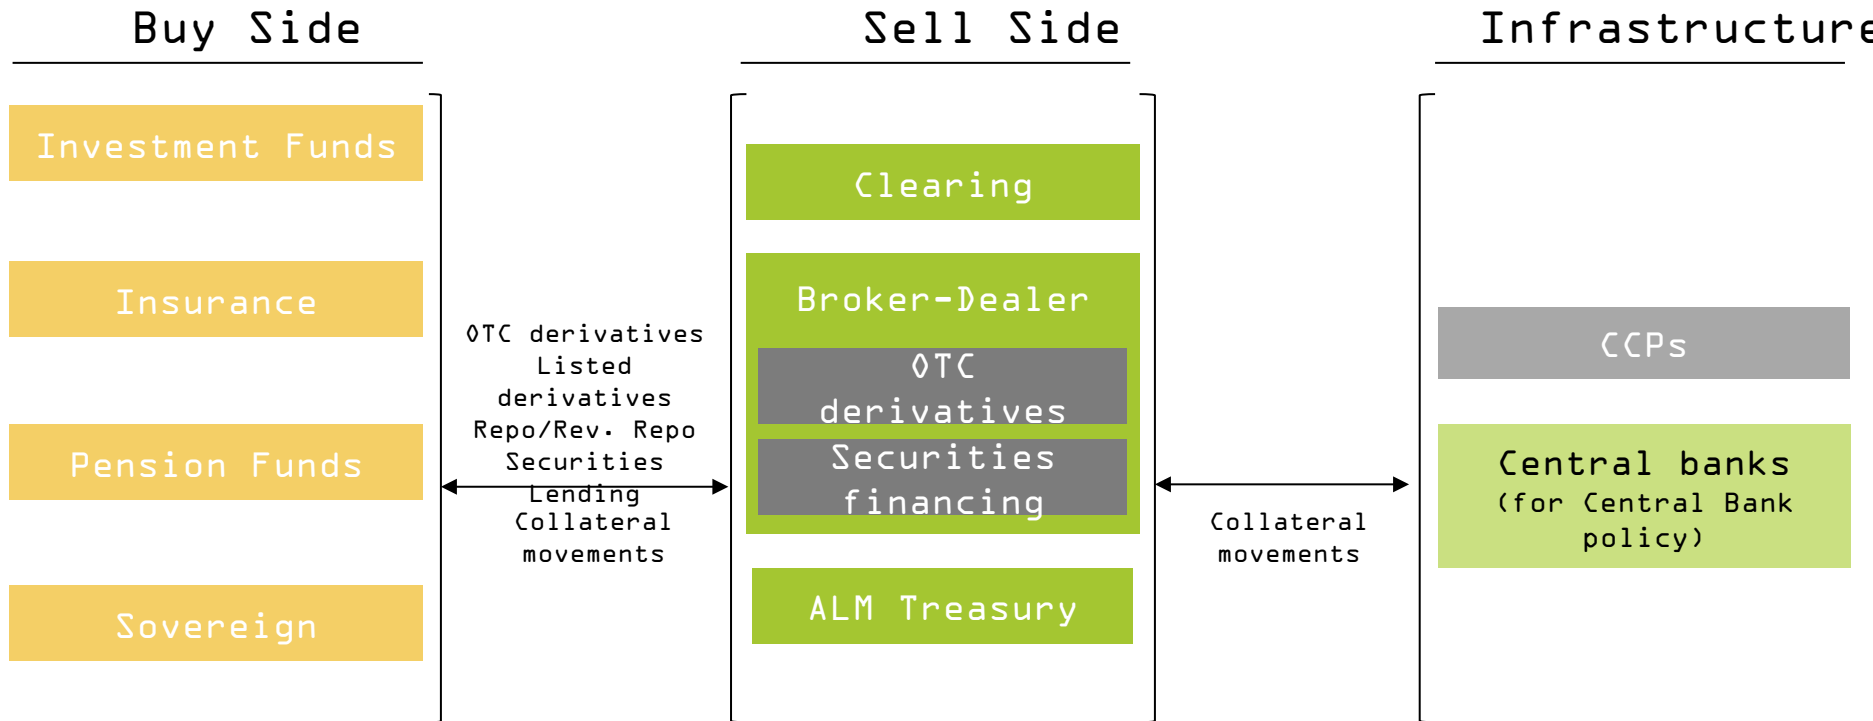 Buy Side
Sell Side
Infrastructure
Investment Funds
Insurance
Pension Funds
Sovereign
OTC derivatives
Listed
derivatives
Repo/Rev. Repo
Securities
Lending
Collateral
movements
Clearing
Broker-Dealer
OTC
derivatives
Securities
financing
ALM Treasury
Collateral
movements
CCPs
Central banks
(for Central Bank
policy)